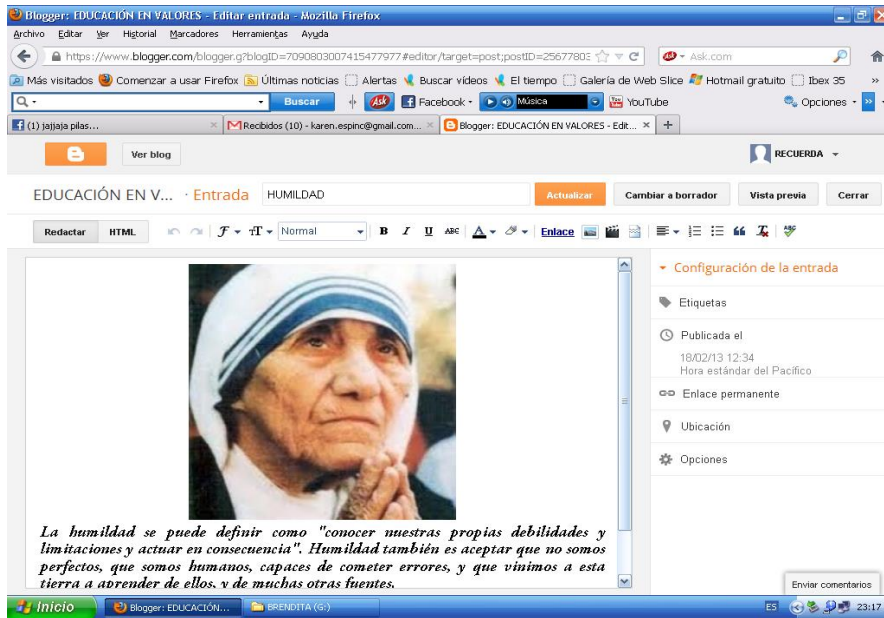 Blogger: EDUCACIÓN EN VALORES - Editar entrada - Mozilla Firefox
Archivo Editar Ver Historial Marcadores Herramientas Ayuda
https://www.blogger.com/blogger.g?blogID=7090803007415477977#editor/target=post;postID=25677803 Ask.com
Más visitados Comenzar a usar Firefox Últimas noticias Alertas Buscar vídeos El tiempo Galería de Web Slice Hotmail gratuito Ibex 35 »
Buscar Ask Facebook Música YouTube Opciones »
(1) jajjaja pilas... Recibidos (10) - karen.espinc@gmail.com... Blogger: EDUCACIÓN EN VALORES - Edit...
Ver blog RECUERDA
EDUCACIÓN EN V... · Entrada HUMILDAD Actualizar Cambiar a borrador Vista previa Cerrar
Redactar HTML F T Normal B I U ABC A Enlace ABC
Configuración de la entrada
Etiquetas
Publicada el
18/02/13 12:34
Hora estándar del Pacífico
Enlace permanente
Ubicación
Opciones
La humildad se puede definir como "conocer nuestras propias debilidades y
limitaciones y actuar en consecuencia". Humildad también es aceptar que no somos
perfectos, que somos humanos, capaces de cometer errores, y que vinimos a esta
tierra a aprender de ellos, y de muchas otras fuentes.
Enviar comentarios
Inicio Blogger: EDUCACIÓN... BRENDITA (G:) ES 23:17